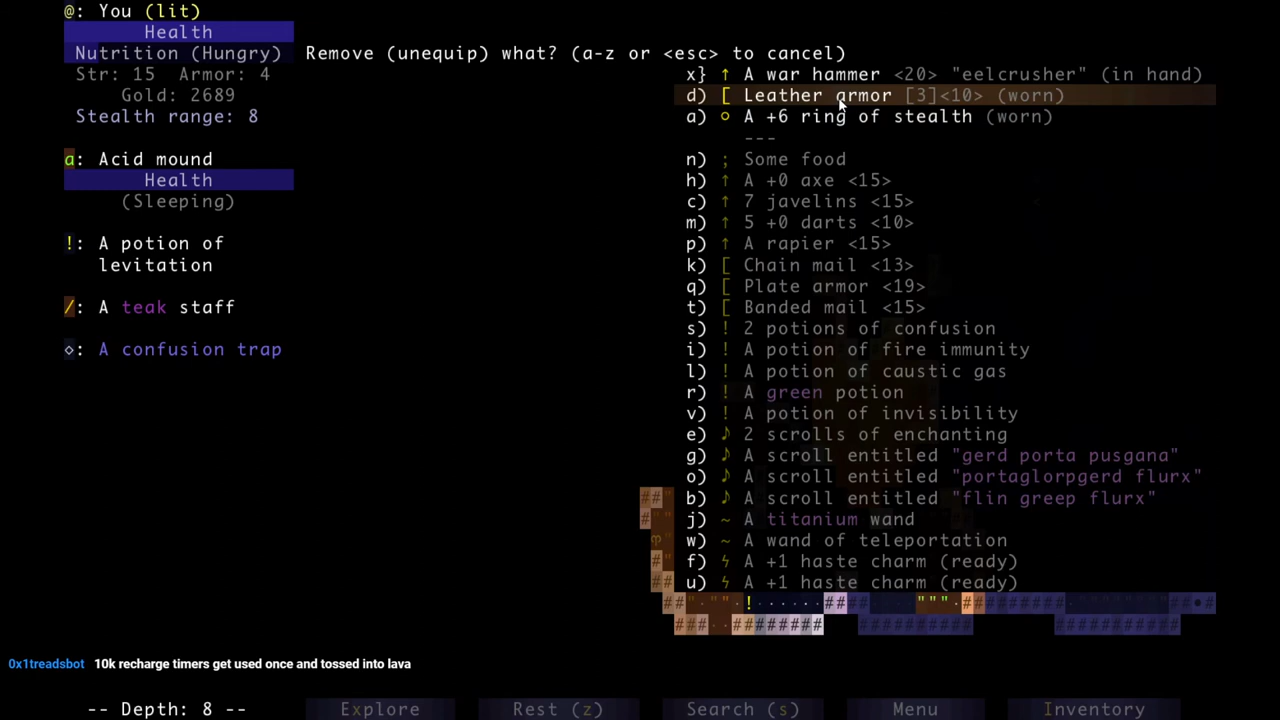 @: You (lit)
Health
Nutrition (Hungry)
Str: 15 Armor: 4
Gold: 2689
Stealth range: 8
a: Acid mound
Health
(Sleeping)
!: A potion of
levitation
/: A teak staff
◇: A confusion trap
Remove (unequip) what? (a-z or <esc> to cancel)
x} ↑ A war hammer <20> "eelcrusher" (in hand)
d) [ Leather armor [3]<10> (worn)
a) ○ A +6 ring of stealth (worn)
---
n) ; Some food
h) ↑ A +0 axe <15>
c) ↑ 7 javelins <15>
m) ↑ 5 +0 darts <10>
p) ↑ A rapier <15>
k) [ Chain mail <13>
q) [ Plate armor <19>
t) [ Banded mail <15>
s) ! 2 potions of confusion
i) ! A potion of fire immunity
l) ! A potion of caustic gas
r) ! A green potion
v) ! A potion of invisibility
e) ♪ 2 scrolls of enchanting
g) ♪ A scroll entitled "gerd porta pusgana"
o) ♪ A scroll entitled "portaglorpgerd flurx"
b) ♪ A scroll entitled "flin greep flurx"
j) ~ A titanium wand
w) ~ A wand of teleportation
f) ϟ A +1 haste charm (ready)
u) ϟ A +1 haste charm (ready)
0x1treadsbot 10k recharge timers get used once and tossed into lava
-- Depth: 8 --
Explore
Rest (z)
Search (s)
Menu
Inventory